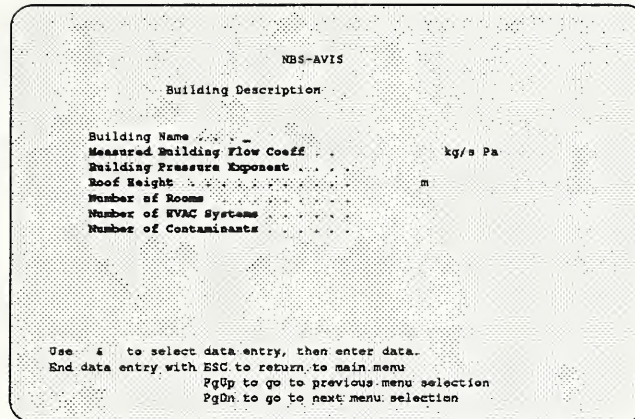 NBS-AVIS
Building Description
Building Name . . . . _
Measured Building Flow Coeff . . kg/s Pa
Building Pressure Exponent . . . .
Roof Height . . . . . . . . . . . m
Number of Rooms . . . . . . . . .
Number of HVAC Systems . . . . . .
Number of Contaminants . . . . . .
Use & to select data entry, then enter data.
End data entry with ESC to return to main menu
PgUp to go to previous menu selection
PgDn to go to next menu selection